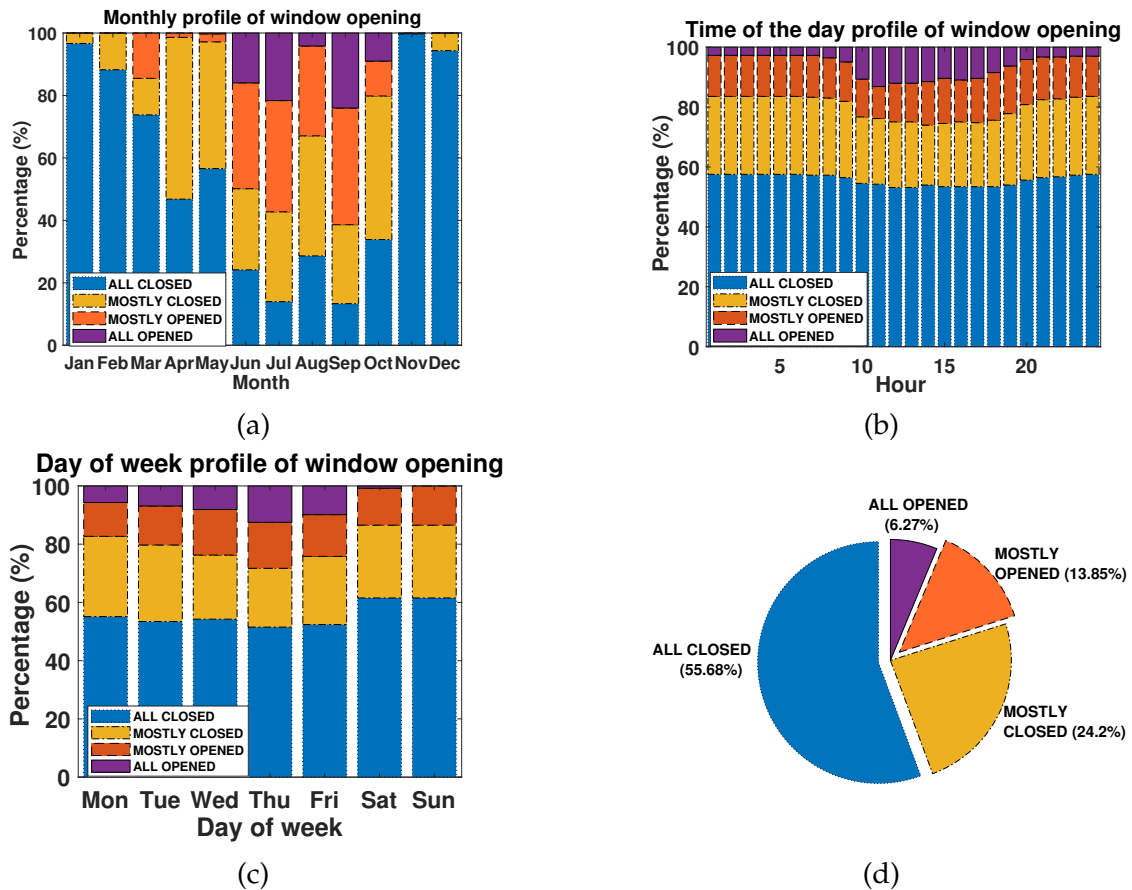 Monthly profile of window opening
100
80
60
40
20
0
Percentage (%)
ALL CLOSED
MOSTLY CLOSED
MOSTLY OPENED
ALL OPENED
Jan Feb Mar Apr May Jun Jul Aug Sep Oct Nov Dec
Month
(a)
Time of the day profile of window opening
100
80
60
40
20
0
Percentage (%)
ALL CLOSED
MOSTLY CLOSED
MOSTLY OPENED
ALL OPENED
5 10 15 20
Hour
(b)
Day of week profile of window opening
100
80
60
40
20
0
Percentage (%)
ALL CLOSED
MOSTLY CLOSED
MOSTLY OPENED
ALL OPENED
Mon Tue Wed Thu Fri Sat Sun
Day of week
(c)
ALL OPENED
(6.27%)
MOSTLY
OPENED (13.85%)
ALL CLOSED
(55.68%)
MOSTLY
CLOSED (24.2%)
(d)